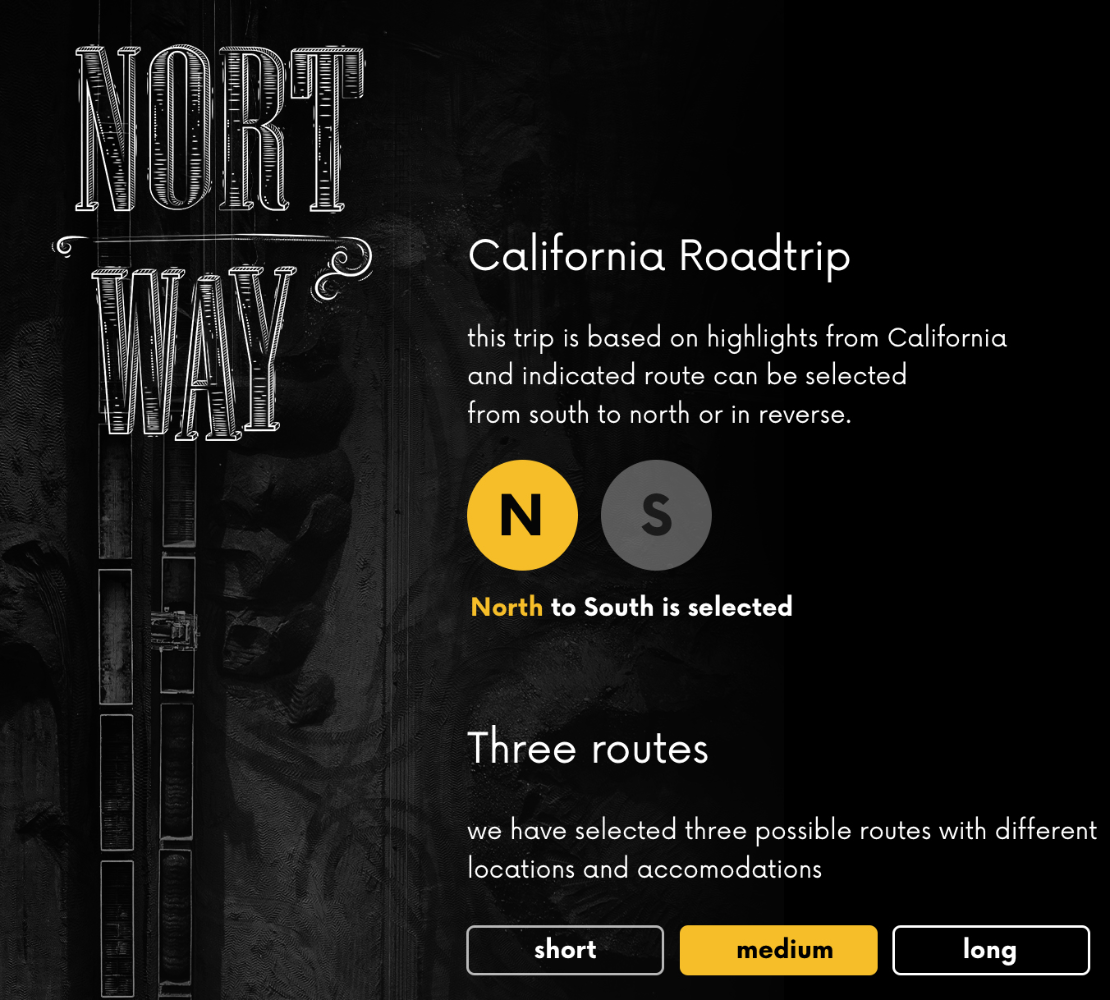 NORT
WAY
California Roadtrip
this trip is based on highlights from California
and indicated route can be selected
from south to north or in reverse.
N S
North to South is selected
Three routes
we have selected three possible routes with different
locations and accomodations
short medium long